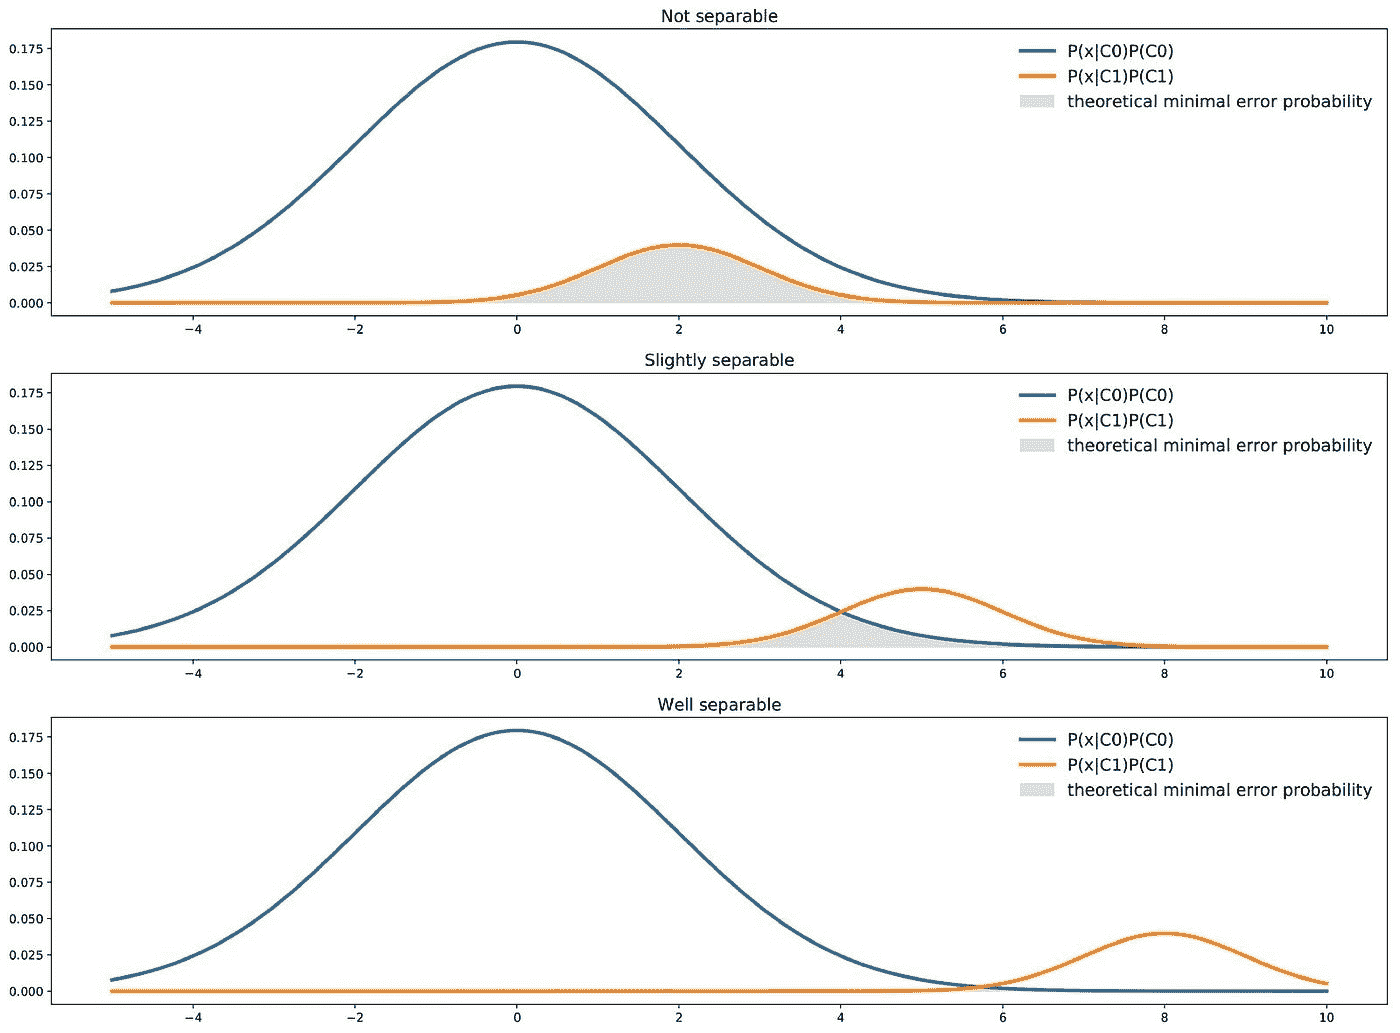 Not separable
P(x|C0)P(C0)
P(x|C1)P(C1)
theoretical minimal error probability
0.175
0.150
0.125
0.100
0.075
0.050
0.025
0.000
−4 −2 0 2 4 6 8 10
Slightly separable
P(x|C0)P(C0)
P(x|C1)P(C1)
theoretical minimal error probability
0.175
0.150
0.125
0.100
0.075
0.050
0.025
0.000
−4 −2 0 2 4 6 8 10
Well separable
P(x|C0)P(C0)
P(x|C1)P(C1)
theoretical minimal error probability
0.175
0.150
0.125
0.100
0.075
0.050
0.025
0.000
−4 −2 0 2 4 6 8 10